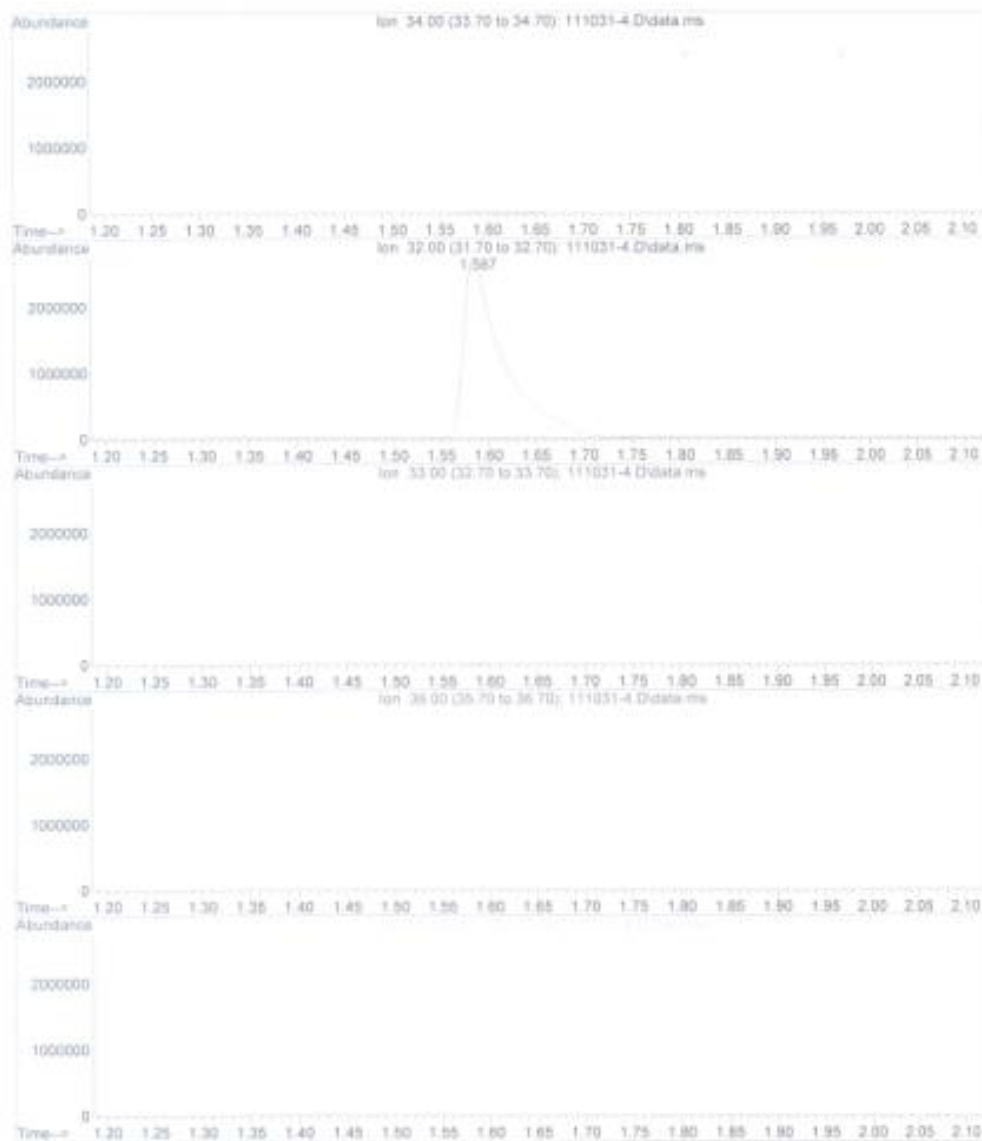 Abundance Ion 34.00 (33.70 to 34.70): 111031-4.D\data.ms
2000000
1000000
0
Time--> 1.20 1.25 1.30 1.35 1.40 1.45 1.50 1.55 1.60 1.65 1.70 1.75 1.80 1.85 1.90 1.95 2.00 2.05 2.10
Abundance Ion 32.00 (31.70 to 32.70): 111031-4.D\data.ms
1.587
2000000
1000000
0
Time--> 1.20 1.25 1.30 1.35 1.40 1.45 1.50 1.55 1.60 1.65 1.70 1.75 1.80 1.85 1.90 1.95 2.00 2.05 2.10
Abundance Ion 33.00 (32.70 to 33.70): 111031-4.D\data.ms
2000000
1000000
0
Time--> 1.20 1.25 1.30 1.35 1.40 1.45 1.50 1.55 1.60 1.65 1.70 1.75 1.80 1.85 1.90 1.95 2.00 2.05 2.10
Abundance Ion 36.00 (35.70 to 36.70): 111031-4.D\data.ms
2000000
1000000
0
Time--> 1.20 1.25 1.30 1.35 1.40 1.45 1.50 1.55 1.60 1.65 1.70 1.75 1.80 1.85 1.90 1.95 2.00 2.05 2.10
Abundance
2000000
1000000
0
Time--> 1.20 1.25 1.30 1.35 1.40 1.45 1.50 1.55 1.60 1.65 1.70 1.75 1.80 1.85 1.90 1.95 2.00 2.05 2.10